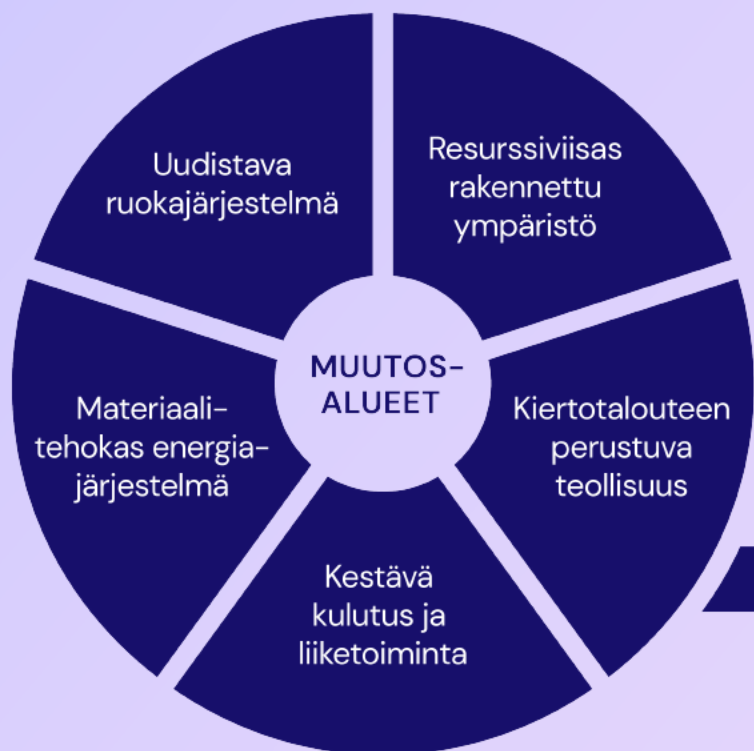 Uudistava
ruokajärjestelmä
Resurssiviisas
rakennettu
ympäristö
MUUTOS-
ALUEET
Materiaali-
tehokas energia-
järjestelmä
Kiertotalouteen
perustuva
teollisuus
Kestävä
kulutus ja
liiketoiminta